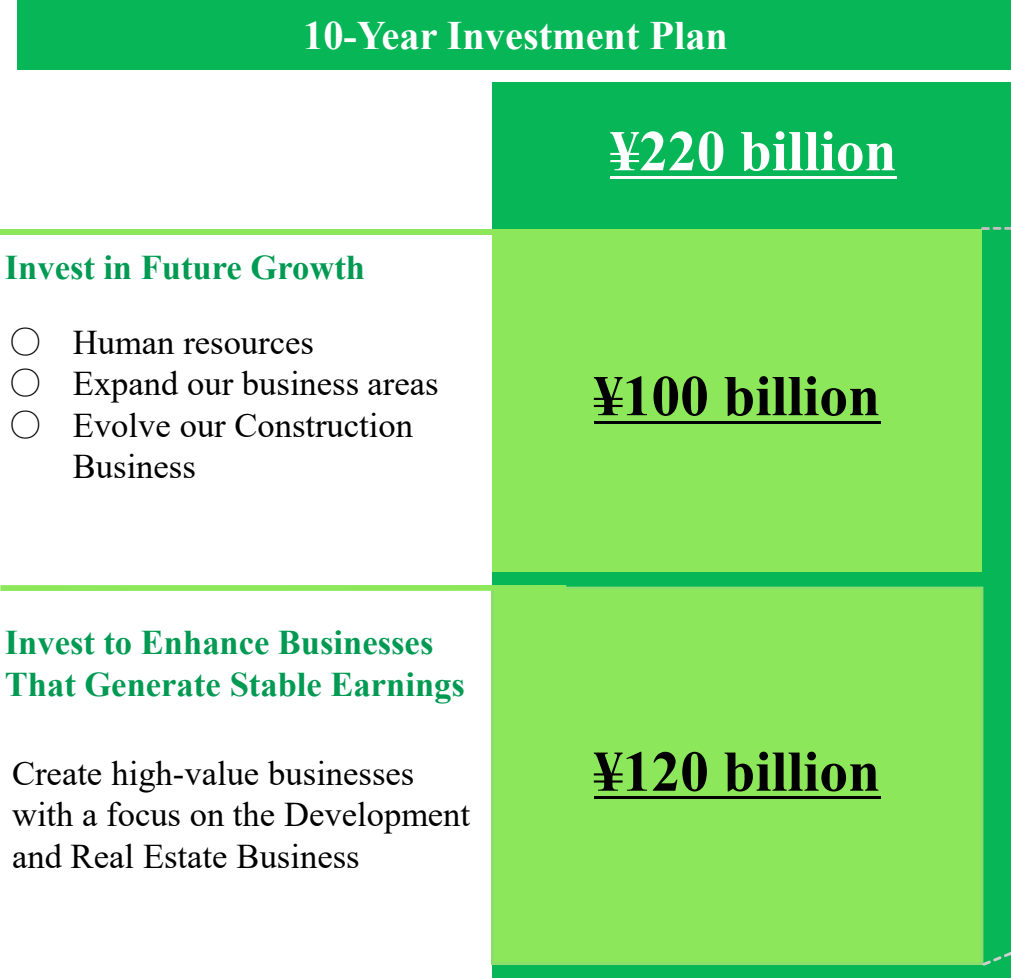 10-Year Investment Plan
¥220 billion
Invest in Future Growth
○ Human resources
○ Expand our business areas
○ Evolve our Construction
Business
¥100 billion
Invest to Enhance Businesses
That Generate Stable Earnings
Create high-value businesses
with a focus on the Development
and Real Estate Business
¥120 billion